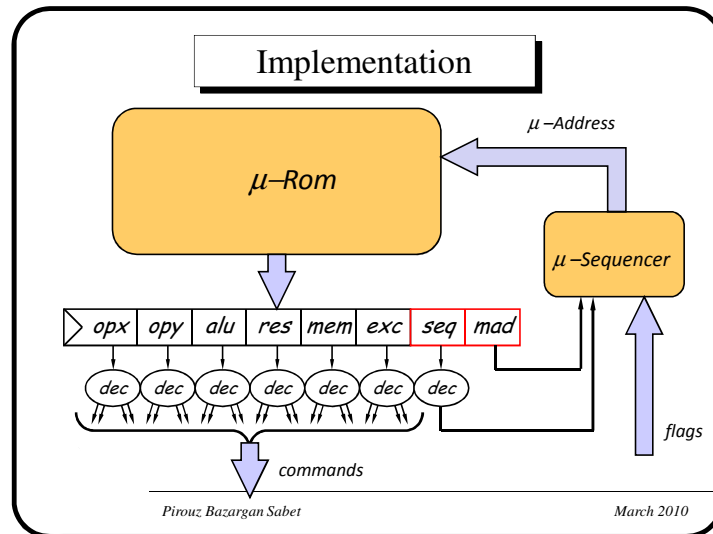 Implementation
μ–Address
μ–Rom
μ–Sequencer
opx opy alu res mem exc seq mad
dec dec dec dec dec dec dec
flags
commands
Pirouz Bazargan Sabet March 2010